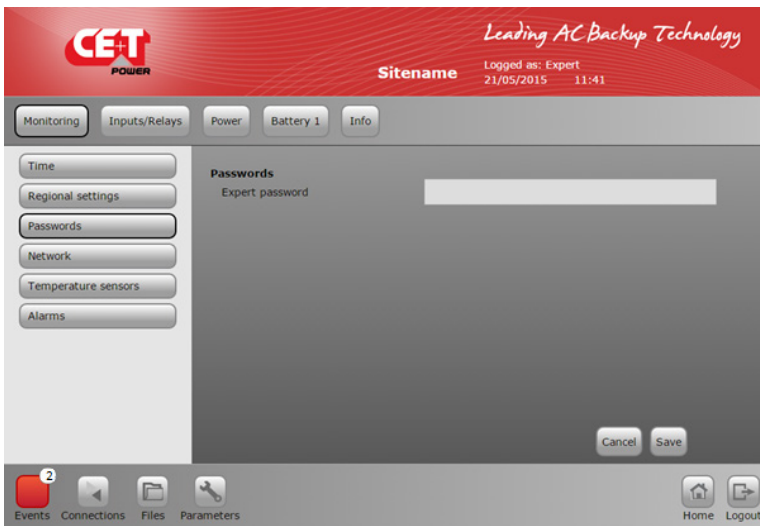 CE+T
POWER
Leading AC Backup Technology
Sitename
Logged as: Expert
21/05/2015 11:41
Monitoring Inputs/Relays Power Battery 1 Info
Time
Regional settings
Passwords
Network
Temperature sensors
Alarms
Passwords
Expert password
Cancel Save
2
Events Connections Files Parameters Home Logout